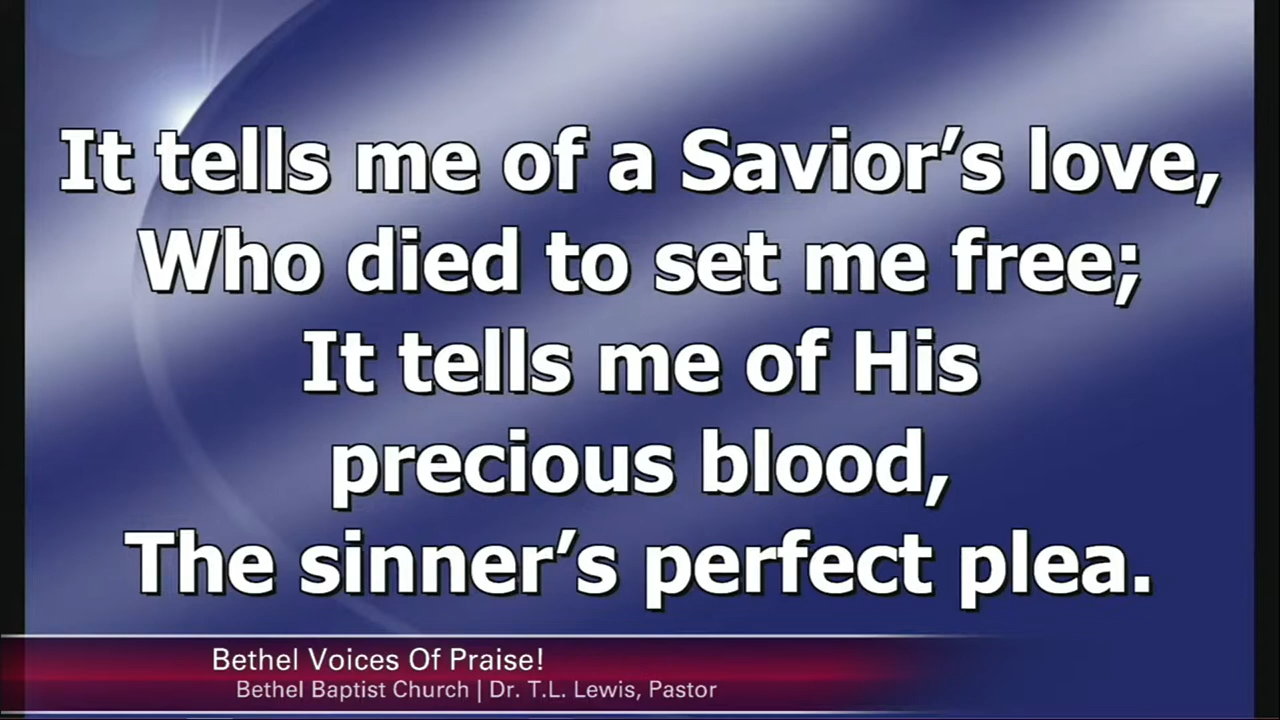 It tells me of a Savior’s love,
Who died to set me free;
It tells me of His
precious blood,
The sinner’s perfect plea.
Bethel Voices Of Praise!
Bethel Baptist Church | Dr. T.L. Lewis, Pastor